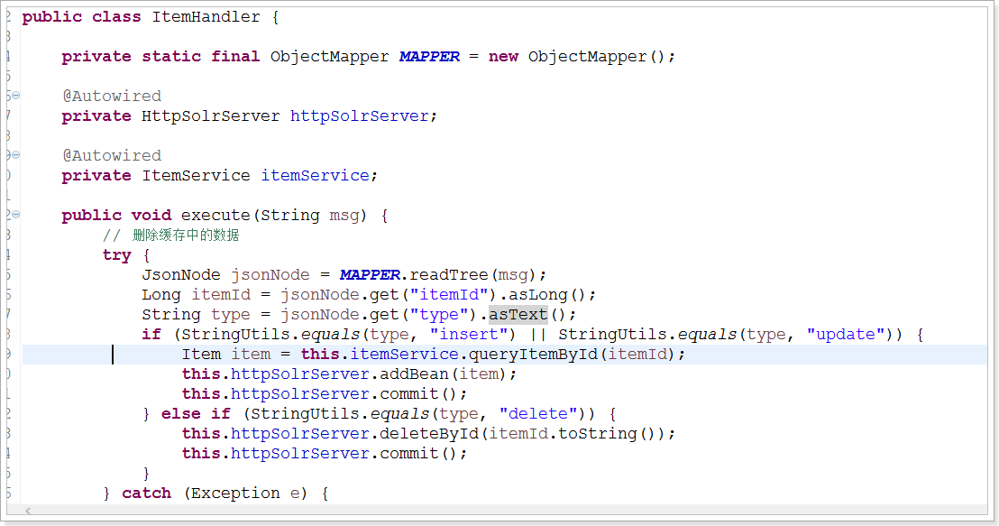 public class ItemHandler {
private static final ObjectMapper MAPPER = new ObjectMapper();
@Autowired
private HttpSolrServer httpSolrServer;
@Autowired
private ItemService itemService;
public void execute(String msg) {
// 删除缓存中的数据
try {
JsonNode jsonNode = MAPPER.readTree(msg);
Long itemId = jsonNode.get("itemId").asLong();
String type = jsonNode.get("type").asText();
if (StringUtils.equals(type, "insert") || StringUtils.equals(type, "update")) {
Item item = this.itemService.queryItemById(itemId);
this.httpSolrServer.addBean(item);
this.httpSolrServer.commit();
} else if (StringUtils.equals(type, "delete")) {
this.httpSolrServer.deleteById(itemId.toString());
this.httpSolrServer.commit();
}
} catch (Exception e) {